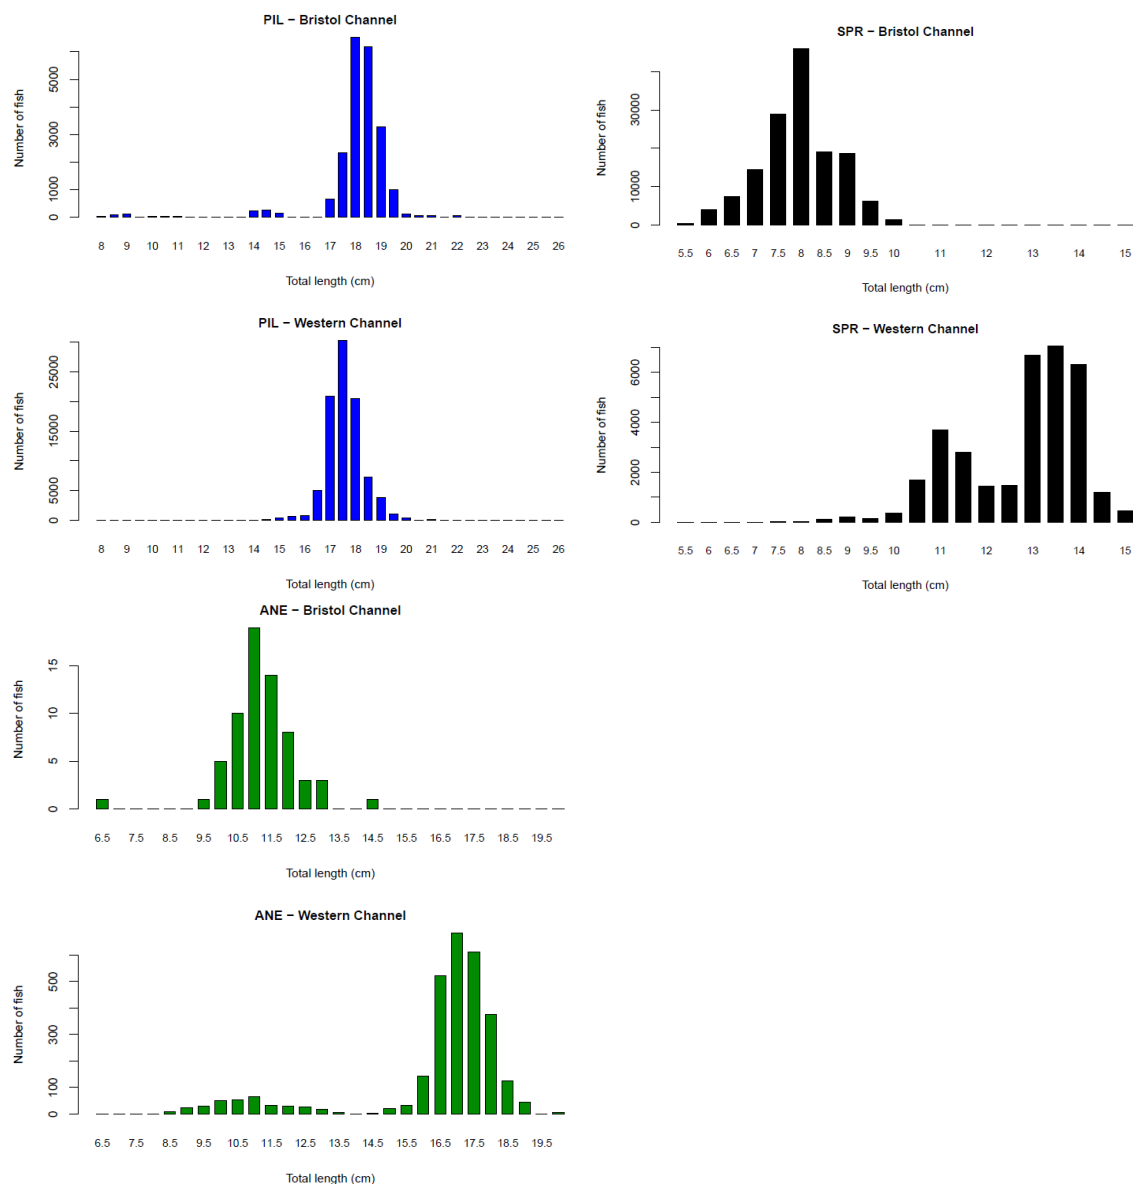 PIL − Bristol Channel
Number of fish
0 1000 3000 5000
8 9 10 11 12 13 14 15 16 17 18 19 20 21 22 23 24 25 26
Total length (cm)
SPR − Bristol Channel
Number of fish
0 10000 30000
5.5 6 6.5 7 7.5 8 8.5 9 9.5 10 11 12 13 14 15
Total length (cm)
PIL − Western Channel
Number of fish
0 5000 15000 25000
8 9 10 11 12 13 14 15 16 17 18 19 20 21 22 23 24 25 26
Total length (cm)
SPR − Western Channel
Number of fish
0 2000 4000 6000
5.5 6 6.5 7 7.5 8 8.5 9 9.5 10 11 12 13 14 15
Total length (cm)
ANE − Bristol Channel
Number of fish
0 5 10 15
6.5 7.5 8.5 9.5 10.5 11.5 12.5 13.5 14.5 15.5 16.5 17.5 18.5 19.5
Total length (cm)
ANE − Western Channel
Number of fish
0 100 300 500
6.5 7.5 8.5 9.5 10.5 11.5 12.5 13.5 14.5 15.5 16.5 17.5 18.5 19.5
Total length (cm)